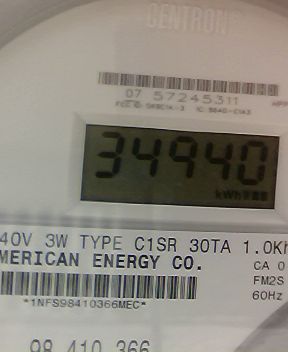 CENTRON®
07 57245311
34940
kWh
40V 3W TYPE C1SR 30TA 1.0Kh
MERICAN ENERGY CO.
CA 0
FM2S
*1NFS98410366MEC*
60Hz
98 410 366